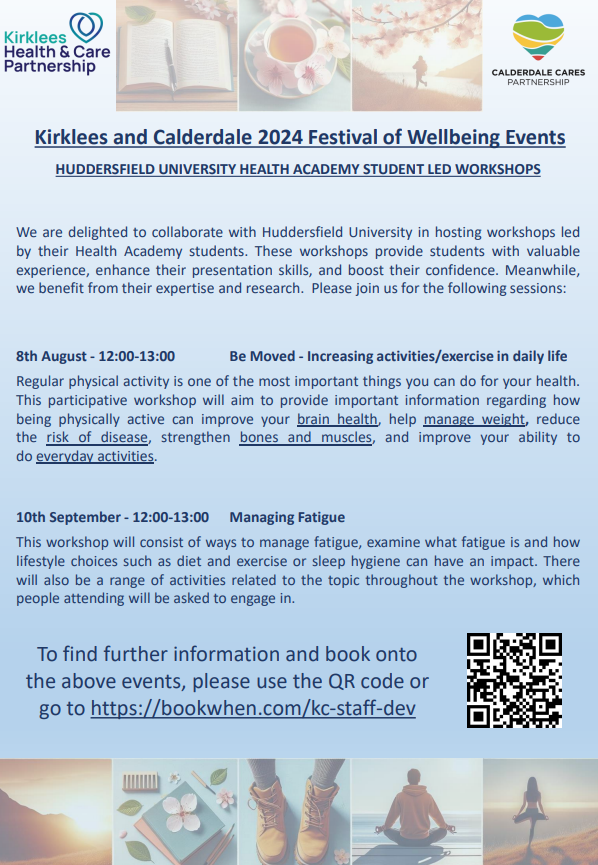 Kirklees
Health & Care
Partnership
CALDERDALE CARES
PARTNERSHIP
Kirklees and Calderdale 2024 Festival of Wellbeing Events
HUDDERSFIELD UNIVERSITY HEALTH ACADEMY STUDENT LED WORKSHOPS
We are delighted to collaborate with Huddersfield University in hosting workshops led
by their Health Academy students. These workshops provide students with valuable
experience, enhance their presentation skills, and boost their confidence. Meanwhile,
we benefit from their expertise and research. Please join us for the following sessions:
8th August - 12:00-13:00 Be Moved - Increasing activities/exercise in daily life
Regular physical activity is one of the most important things you can do for your health.
This participative workshop will aim to provide important information regarding how
being physically active can improve your brain health, help manage weight, reduce
the risk of disease, strengthen bones and muscles, and improve your ability to
do everyday activities.
10th September - 12:00-13:00 Managing Fatigue
This workshop will consist of ways to manage fatigue, examine what fatigue is and how
lifestyle choices such as diet and exercise or sleep hygiene can have an impact. There
will also be a range of activities related to the topic throughout the workshop, which
people attending will be asked to engage in.
To find further information and book onto
the above events, please use the QR code or
go to https://bookwhen.com/kc-staff-dev